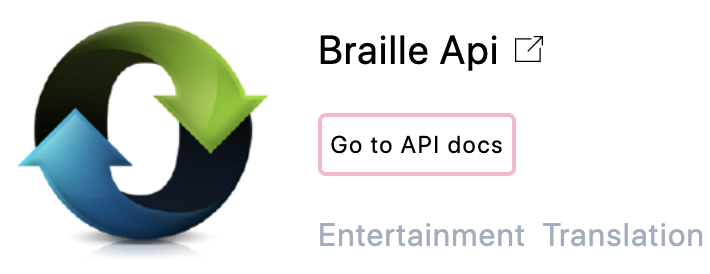 Braille Api
Go to API docs
Entertainment Translation